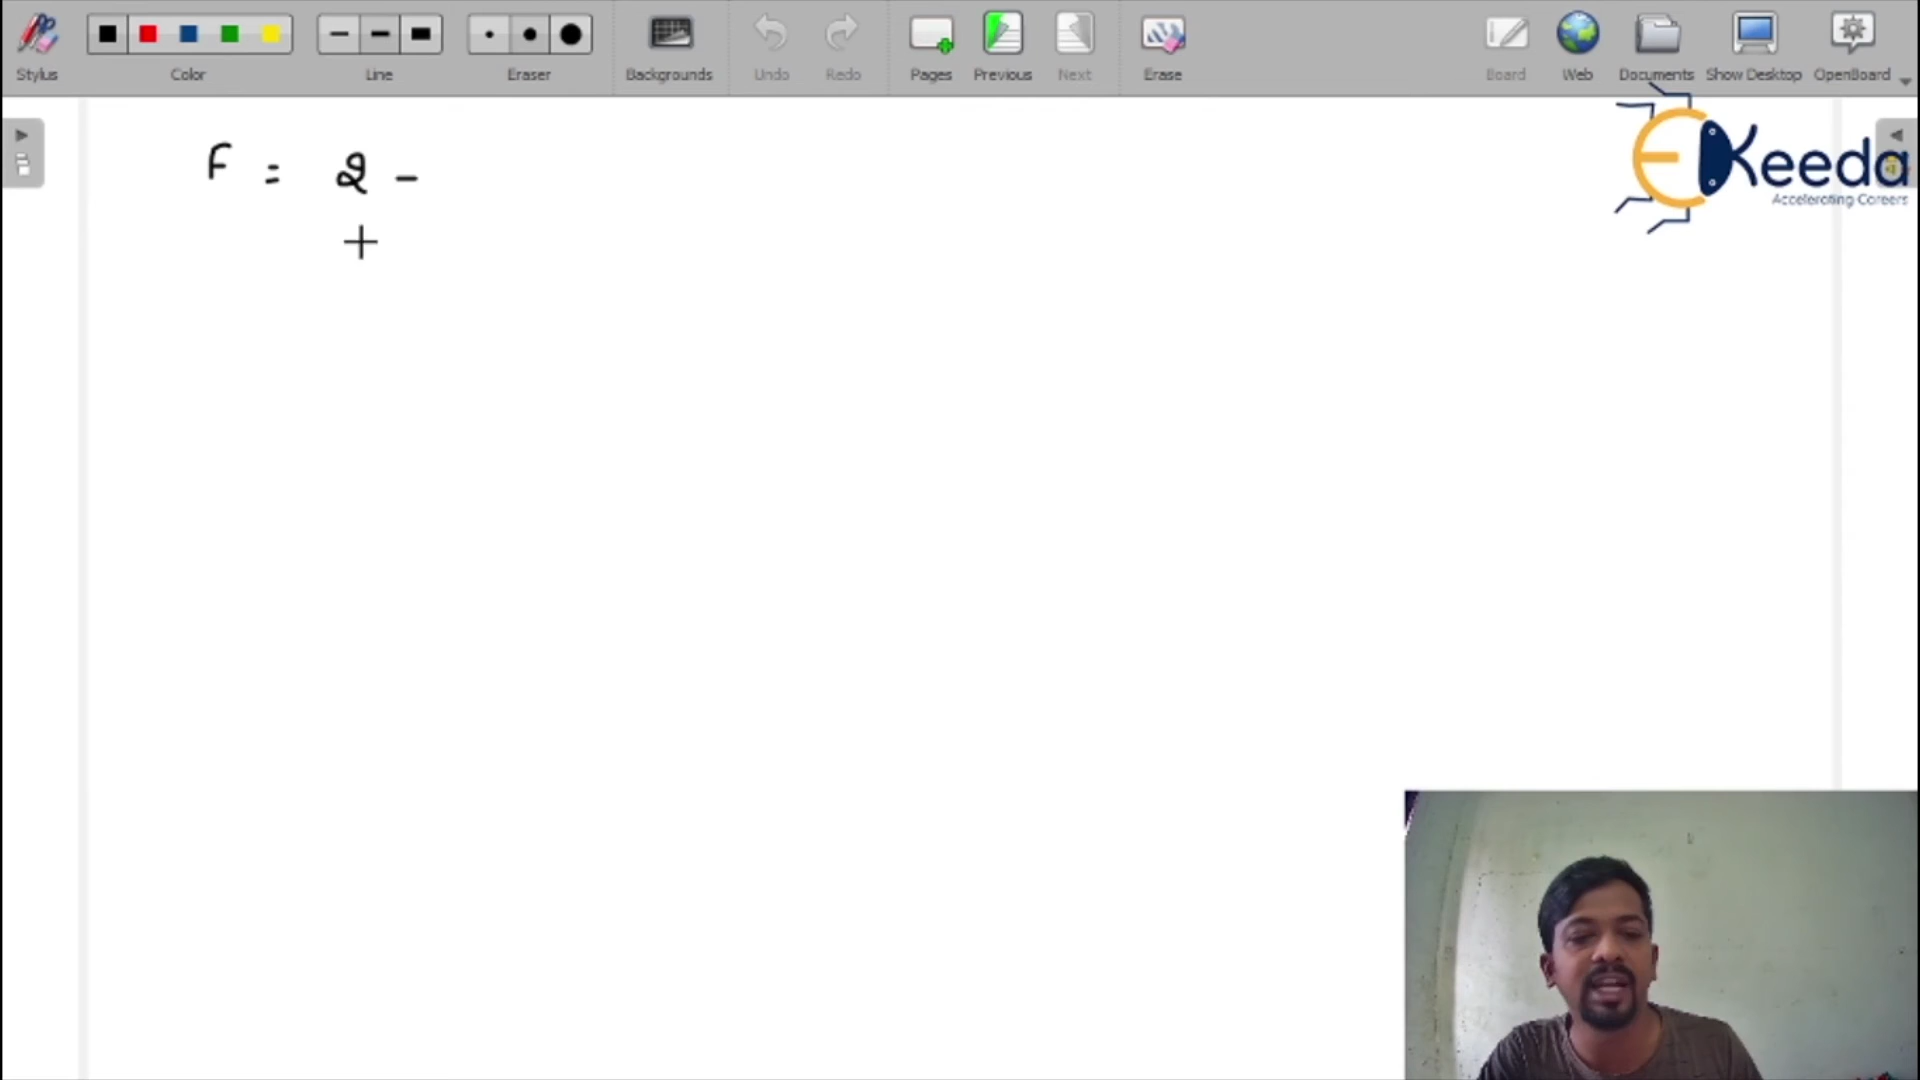 Stylus
Color
Line
Eraser
Backgrounds
Undo
Redo
Pages
Previous
Next
Erase
Board
Web
Documents
Show Desktop
OpenBoard
F = 2 -
EKeeda
Accelerating Careers